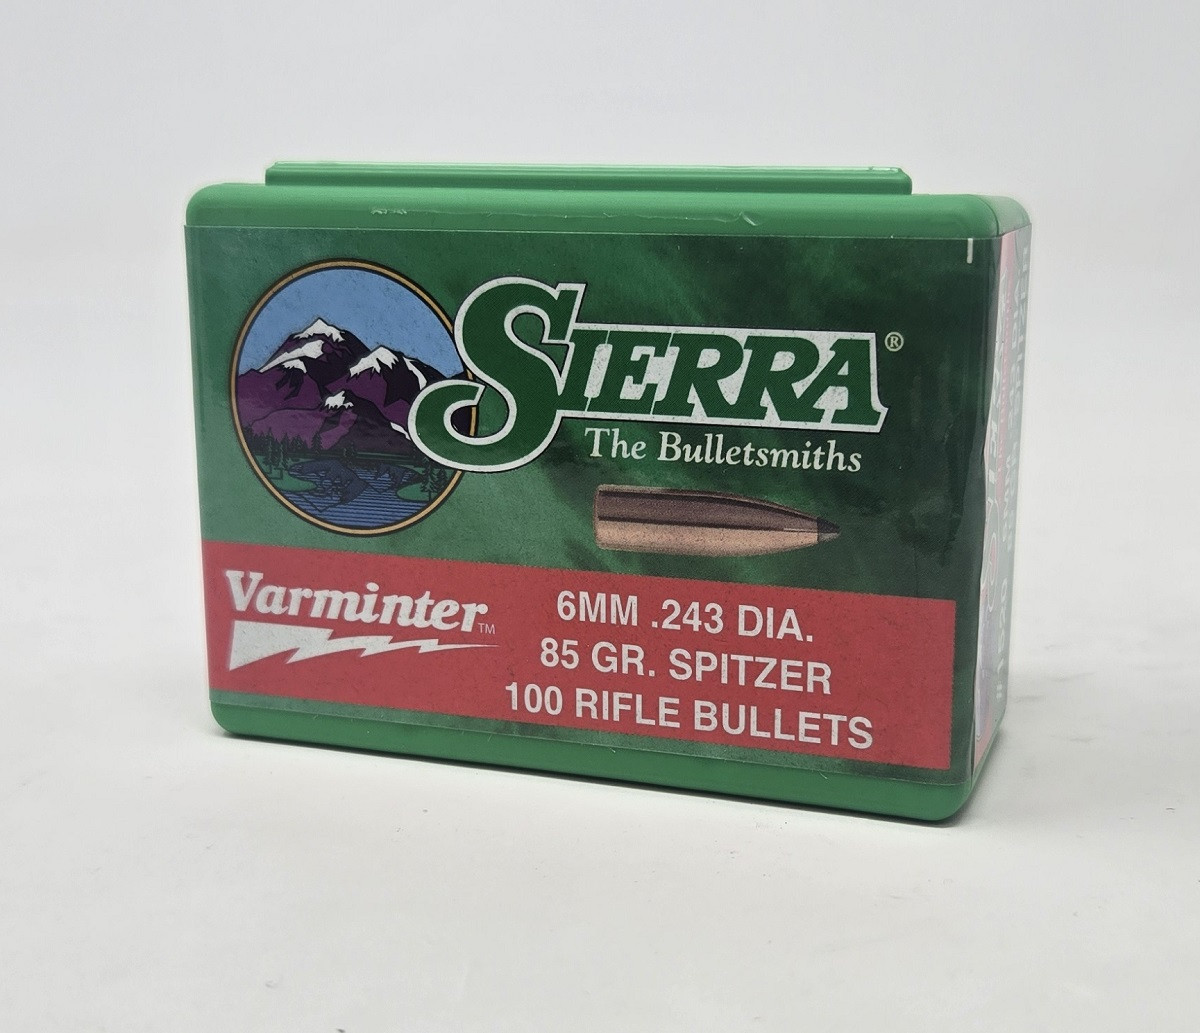 SIERRA®
The Bulletsmiths
Varminter™
6MM .243 DIA.
85 GR. SPITZER
100 RIFLE BULLETS